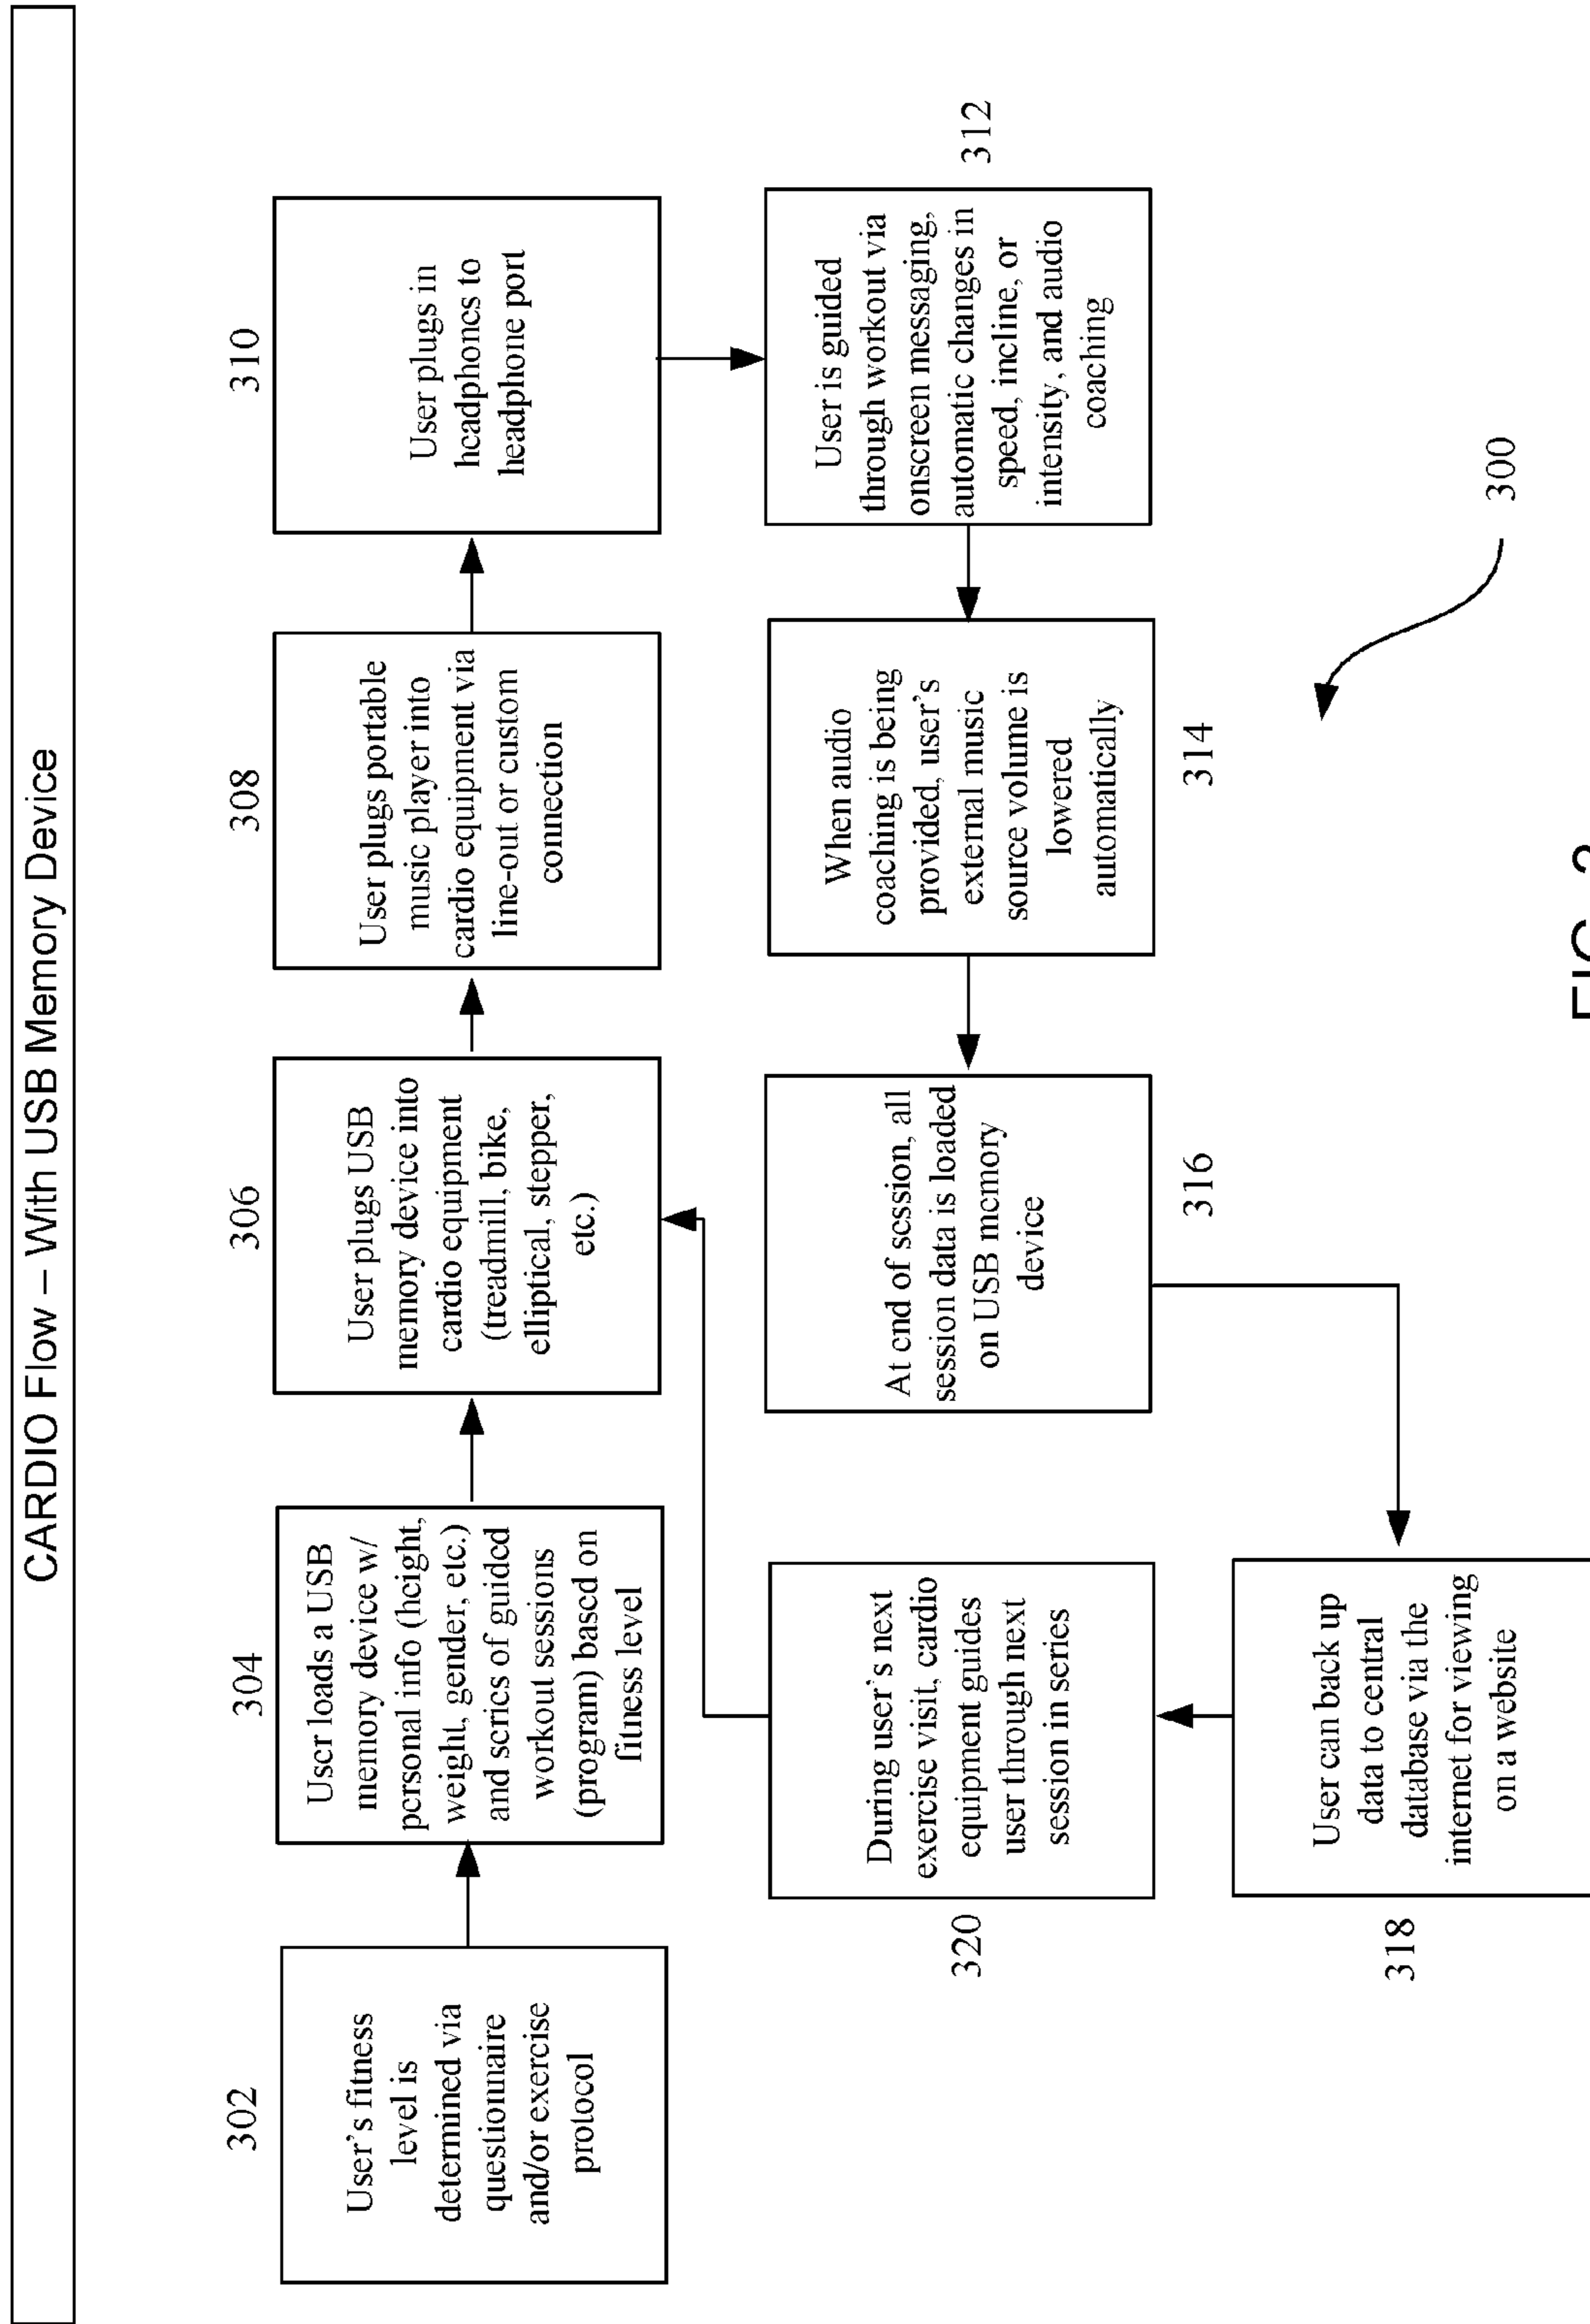 CARDIO Flow – With USB Memory Device
302
User's fitness
level is
determined via
questionnaire
and/or exercise
protocol
304
User loads a USB
memory device w/
personal info (height,
weight, gender, etc.)
and series of guided
workout sessions
(program) based on
fitness level
306
User plugs USB
memory device into
cardio equipment
(treadmill, bike,
elliptical, stepper,
etc.)
308
User plugs portable
music player into
cardio equipment via
line-out or custom
connection
310
User plugs in
headphones to
headphone port
312
User is guided
through workout via
onscreen messaging,
automatic changes in
speed, incline, or
intensity, and audio
coaching
314
When audio
coaching is being
provided, user's
external music
source volume is
lowered
automatically
316
At end of session, all
session data is loaded
on USB memory
device
318
User can back up
data to central
database via the
internet for viewing
on a website
320
During user's next
exercise visit, cardio
equipment guides
user through next
session in series
300
FIG